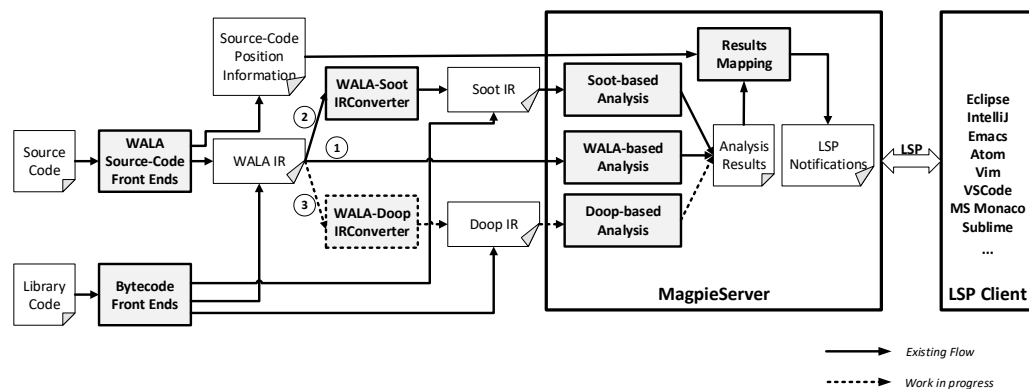 Source-Code
Position
Information
WALA-Soot
IRConverter
Soot IR
Soot-based
Analysis
Results
Mapping
2
1
3
Source
Code
WALA
Source-Code
Front Ends
WALA IR
WALA-based
Analysis
Analysis
Results
LSP
Notifications
LSP
WALA-Doop
IRConverter
Doop IR
Doop-based
Analysis
Library
Code
Bytecode
Front Ends
MagpieServer
Eclipse
IntelliJ
Emacs
Atom
Vim
VSCode
MS Monaco
Sublime
...
LSP Client
Existing Flow
Work in progress